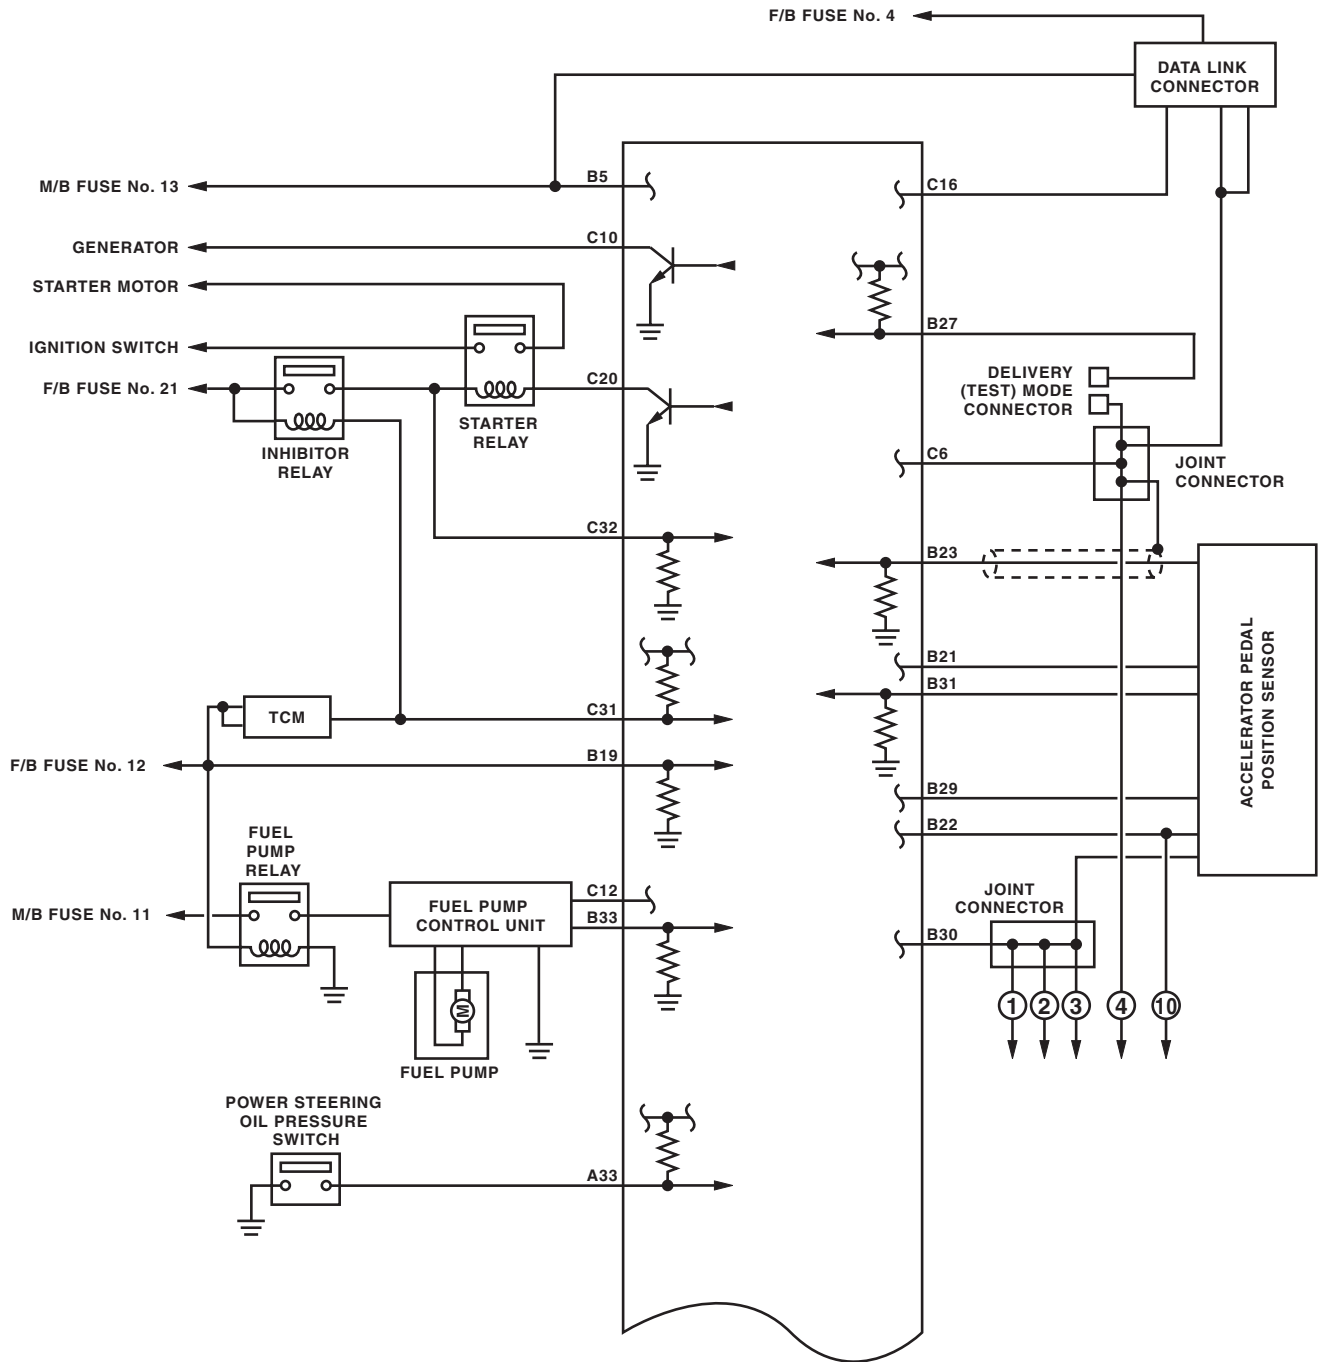 F/B FUSE No. 4
DATA LINK
CONNECTOR
M/B FUSE No. 13
B5
C16
GENERATOR
C10
STARTER MOTOR
B27
IGNITION SWITCH
F/B FUSE No. 21
C20
DELIVERY
(TEST) MODE
CONNECTOR
STARTER
RELAY
INHIBITOR
RELAY
C6
JOINT
CONNECTOR
C32
B23
ACCELERATOR PEDAL
POSITION SENSOR
B21
B31
TCM
C31
F/B FUSE No. 12
B19
B29
B22
FUEL
PUMP
RELAY
M/B FUSE No. 11
FUEL PUMP
CONTROL UNIT
C12
B33
JOINT
CONNECTOR
B30
M
1
2
3
4
10
FUEL PUMP
POWER STEERING
OIL PRESSURE
SWITCH
A33